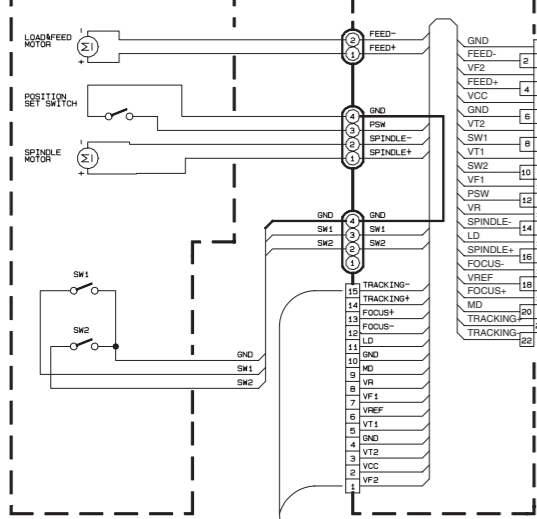 LOAD&FEED
MOTOR
-
M
+
POSITION
SET SWITCH
SPINDLE
MOTOR
-
M
+
2 FEED-
1 FEED+
4 GND
3 PSW
2 SPINDLE-
1 SPINDLE+
GND 4 GND
SW1 3 SW1
SW2 2 SW2
1
SW1
SW2
GND
SW1
SW2
15 TRACKING-
14 TRACKING+
13 FOCUS+
12 FOCUS-
11 LD
10 GND
9 MD
8 VR
7 VF1
6 VREF
5 VT1
4 GND
3 VT2
2 VCC
1 VF2
GND
FEED- 2
VF2
FEED+ 4
VCC
GND 6
VT2
SW1 8
VT1
SW2 10
VF1
PSW 12
VR
SPINDLE- 14
LD
SPINDLE+ 16
FOCUS-
VREF 18
FOCUS+
MD 20
TRACKING+
TRACKING- 22